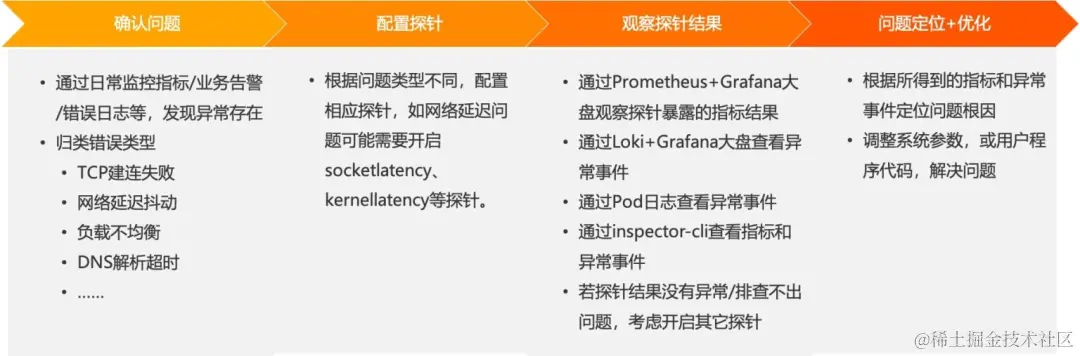 确认问题
配置探针
观察探针结果
问题定位+优化
• 通过日常监控指标/业务告警
/错误日志等，发现异常存在
• 归类错误类型
• TCP建连失败
• 网络延迟抖动
• 负载不均衡
• DNS解析超时
• ......
• 根据问题类型不同，配置
相应探针，如网络延迟问
题可能需要开启
socketlatency、
kernellatency等探针。
• 通过Prometheus+Grafana大
盘观察探针暴露的指标结果
• 通过Loki+Grafana大盘查看异
常事件
• 通过Pod日志查看异常事件
• 通过inspector-cli查看指标和
异常事件
• 若探针结果没有异常/排查不出
问题，考虑开启其它探针
• 根据所得到的指标和异常
事件定位问题根因
• 调整系统参数，或用户程
序代码，解决问题
@稀土掘金技术社区